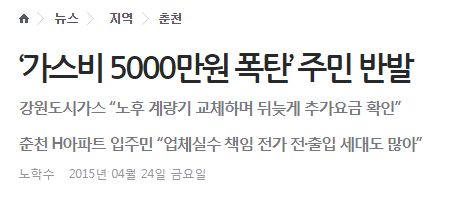 뉴스 지역 춘천
‘가스비 5000만원 폭탄’ 주민 반발
강원도시가스 “노후 계량기 교체하며 뒤늦게 추가요금 확인”
춘천 H아파트 입주민 “업체실수 책임 전가 전·출입 세대도 많아”
노학수 2015년 04월 24일 금요일